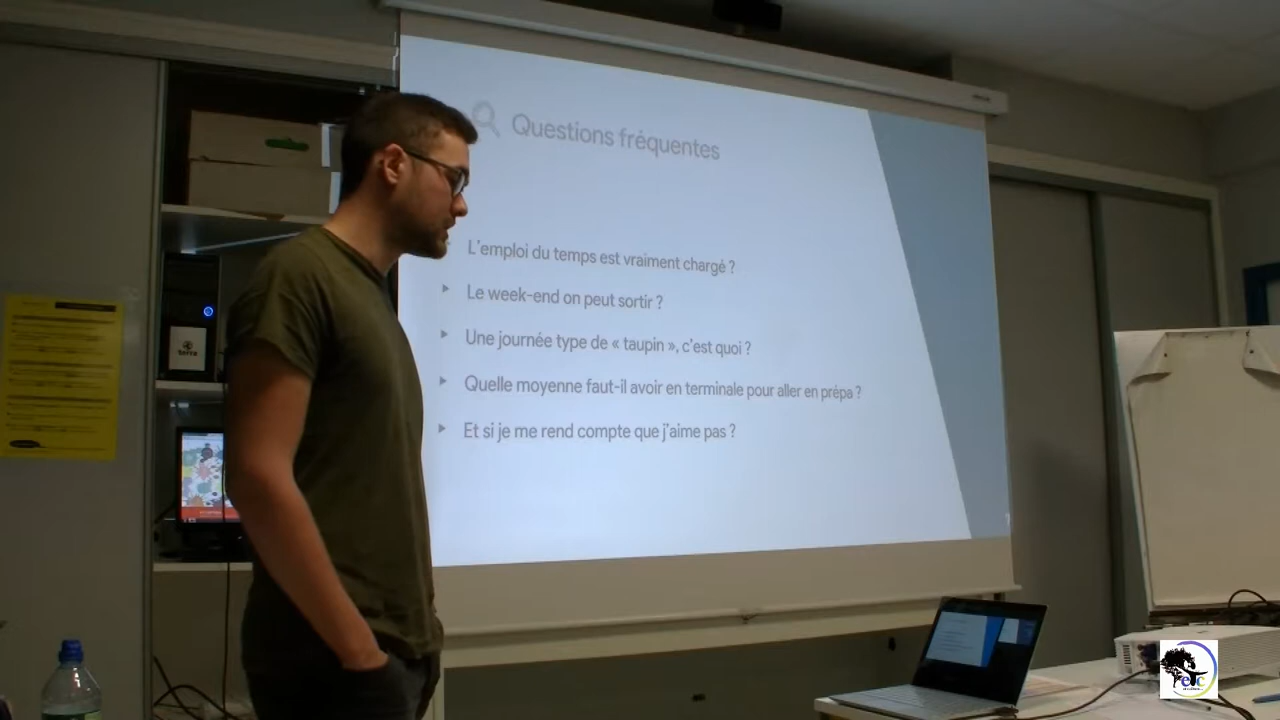 Questions fréquentes
L'emploi du temps est vraiment chargé ?
Le week-end on peut sortir ?
Une journée type de « taupin », c'est quoi ?
Quelle moyenne faut-il avoir en terminale pour aller en prépa ?
Et si je me rend compte que j'aime pas ?
terra